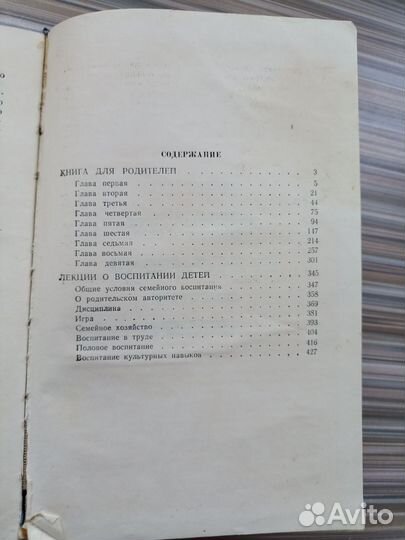 СОДЕРЖАНИЕ
КНИГА ДЛЯ РОДИТЕЛЕЙ . . . . . . . . . . 3
Глава первая . . . . . . . . . . 5
Глава вторая . . . . . . . . . . 21
Глава третья . . . . . . . . . . 44
Глава четвертая . . . . . . . . . . 75
Глава пятая . . . . . . . . . . 94
Глава шестая . . . . . . . . . . 147
Глава седьмая . . . . . . . . . . 214
Глава восьмая . . . . . . . . . . 257
Глава девятая . . . . . . . . . . 301
ЛЕКЦИИ О ВОСПИТАНИИ ДЕТЕЙ . . . . . . . . 345
Общие условия семейного воспитания . . . . . 347
О родительском авторитете . . . . . . . 358
Дисциплина . . . . . . . . . . 369
Игра . . . . . . . . . . 381
Семейное хозяйство . . . . . . . . . 393
Воспитание в труде . . . . . . . . . 404
Половое воспитание . . . . . . . . . 416
Воспитание культурных навыков . . . . . . 427
Avito